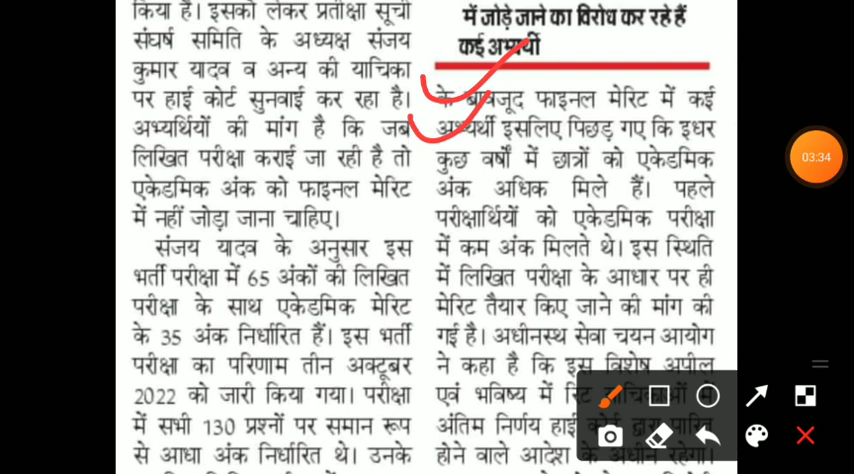 किया है। इसको लेकर प्रतीक्षा सूची
संघर्ष समिति के अध्यक्ष संजय
कुमार यादव व अन्य की याचिका
पर हाई कोर्ट सुनवाई कर रहा है।
अभ्यर्थियों की मांग है कि जब
लिखित परीक्षा कराई जा रही है तो
एकेडमिक अंक को फाइनल मेरिट
में नहीं जोड़ा जाना चाहिए।
संजय यादव के अनुसार इस
भर्ती परीक्षा में 65 अंकों की लिखित
परीक्षा के साथ एकेडमिक मेरिट
के 35 अंक निर्धारित हैं। इस भर्ती
परीक्षा का परिणाम तीन अक्टूबर
2022 को जारी किया गया। परीक्षा
में सभी 130 प्रश्नों पर समान रूप
से आधा अंक निर्धारित थे। उनके
में जोड़े जाने का विरोध कर रहे हैं
कई अभ्यर्थी
के बावजूद फाइनल मेरिट में कई
अभ्यर्थी इसलिए पिछड़ गए कि इधर
कुछ वर्षों में छात्रों को एकेडमिक
अंक अधिक मिले हैं। पहले
परीक्षार्थियों को एकेडमिक परीक्षा
में कम अंक मिलते थे। इस स्थिति
में लिखित परीक्षा के आधार पर ही
मेरिट तैयार किए जाने की मांग की
गई है। अधीनस्थ सेवा चयन आयोग
ने कहा है कि इस विशेष अपील
एवं भविष्य में रिट याचिकाओं में
अंतिम निर्णय हाई कोर्ट द्वारा पारित
होने वाले आदेश के अधीन रहेगा।
03:34